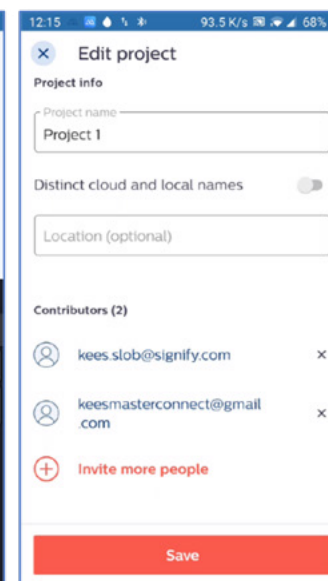 12:15 93.5 K/s 68%
× Edit project
Project info
Project name
Project 1
Distinct cloud and local names
Location (optional)
Contributors (2)
kees.slob@signify.com ×
keesmasterconnect@gmail ×
.com
+ Invite more people
Save